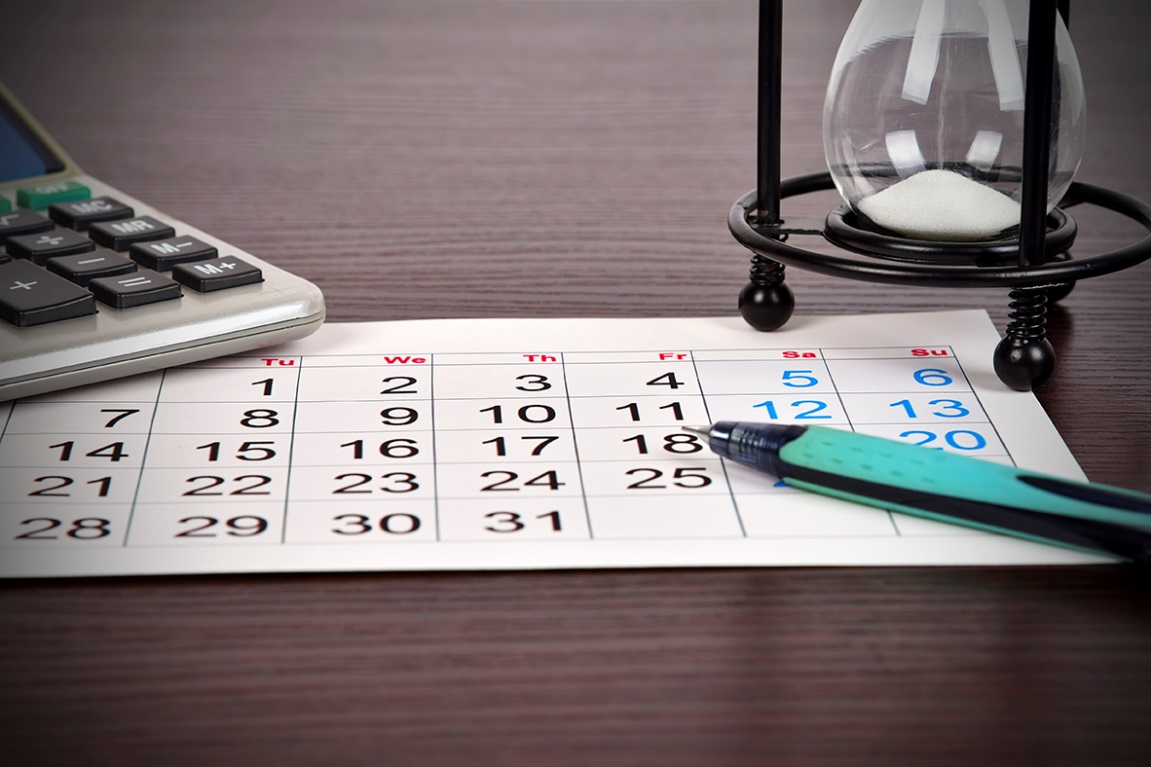 OFF
√ MC
÷ MR
− M−
+ = M+
Tu We Th Fr Sa Su
1 2 3 4 5 6
7 8 9 10 11 12 13
14 15 16 17 18 20
21 22 23 24 25
28 29 30 31